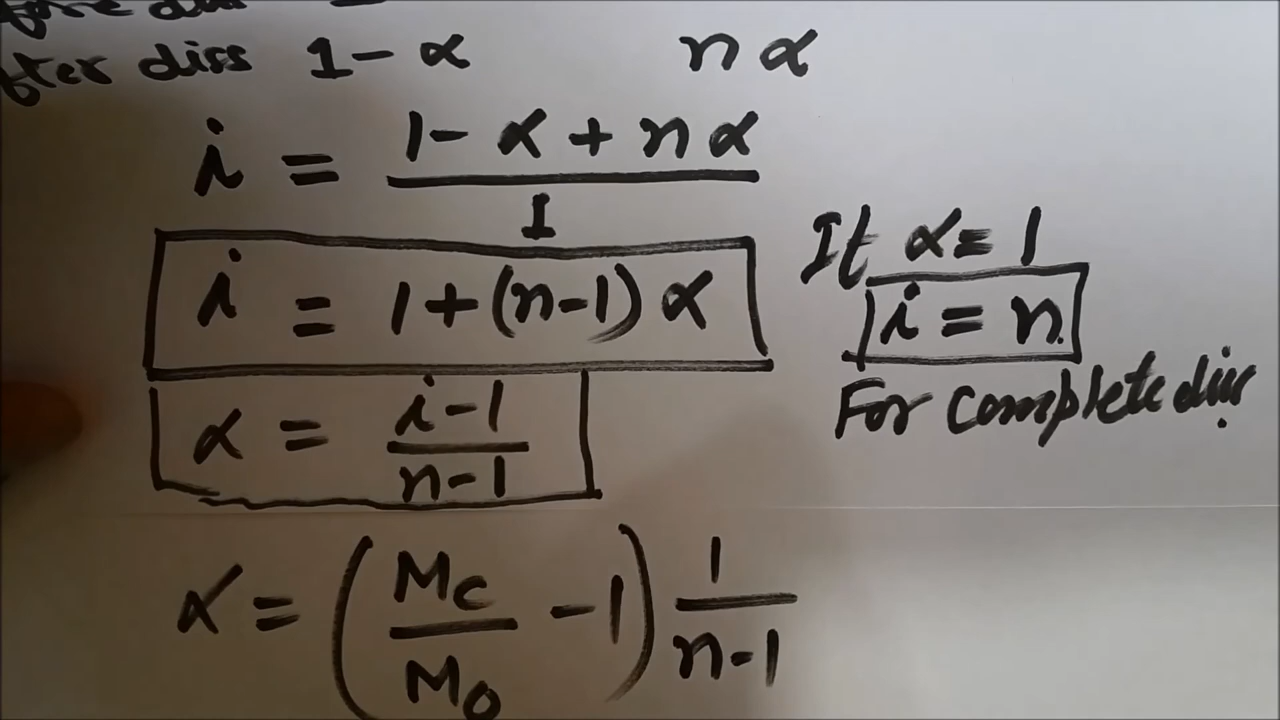 after diss 1-α nα
i = (1-α+nα)/1
i = 1+(n-1)α
If α=1
i = n.
For complete diss.
α = (i-1)/(n-1)
α = (Mc/Mo - 1) 1/(n-1)